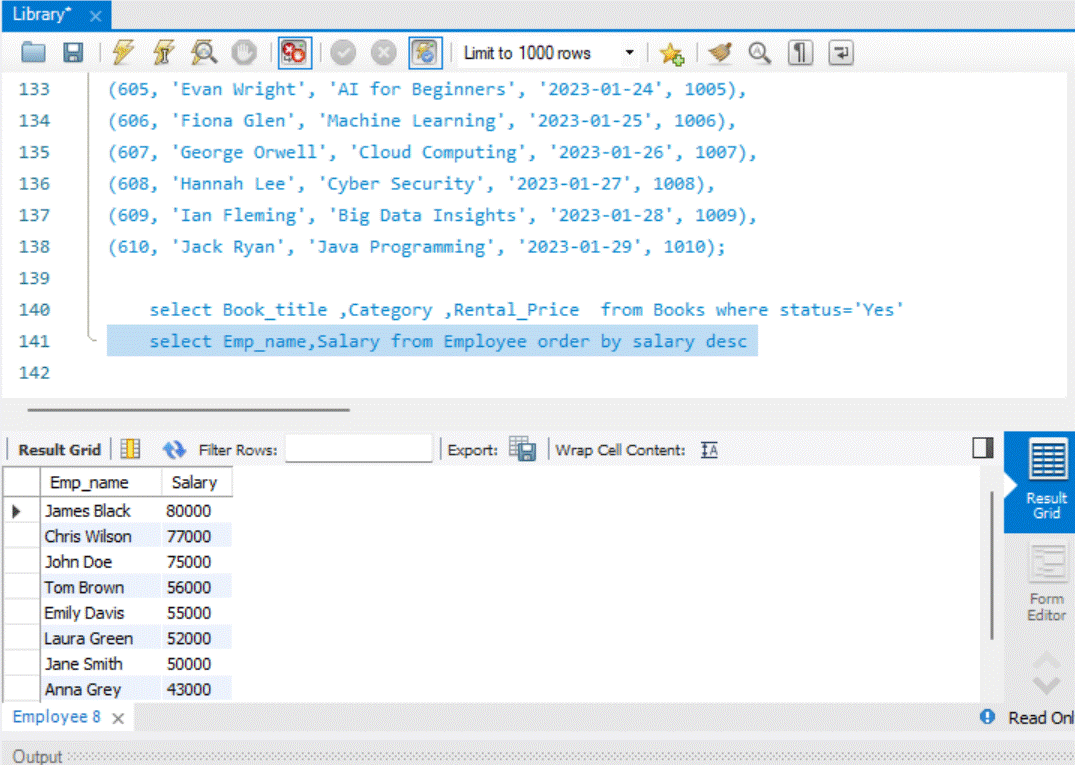 Library*
Limit to 1000 rows
133 (605, 'Evan Wright', 'AI for Beginners', '2023-01-24', 1005),
134 (606, 'Fiona Glen', 'Machine Learning', '2023-01-25', 1006),
135 (607, 'George Orwell', 'Cloud Computing', '2023-01-26', 1007),
136 (608, 'Hannah Lee', 'Cyber Security', '2023-01-27', 1008),
137 (609, 'Ian Fleming', 'Big Data Insights', '2023-01-28', 1009),
138 (610, 'Jack Ryan', 'Java Programming', '2023-01-29', 1010);
139
140 select Book_title ,Category ,Rental_Price  from Books where status='Yes'
141 select Emp_name,Salary from Employee order by salary desc
142
Result Grid Filter Rows: Export: Wrap Cell Content:
Emp_name Salary
James Black 80000
Chris Wilson 77000
John Doe 75000
Tom Brown 56000
Emily Davis 55000
Laura Green 52000
Jane Smith 50000
Anna Grey 43000
Result
Grid
Form
Editor
Employee 8
Read Onl
Output